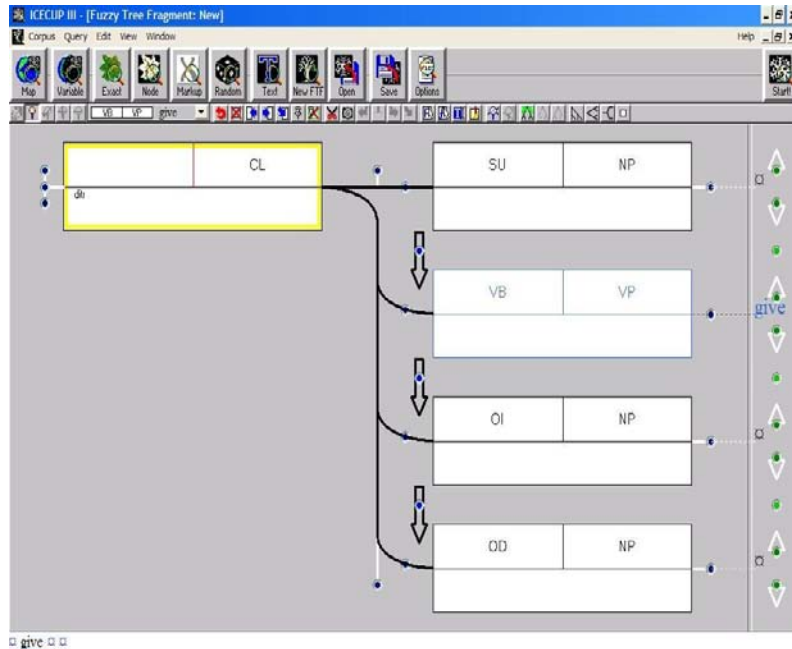 ICECUP III - [Fuzzy Tree Fragment: New]
Corpus Query Edit View Window Help
Map Variable Exact Node Markup Random Text New FTF Open Save Options Start!
VB VP give
CL
ditr
SU NP
VB VP
give
OI NP
OD NP
¤ give ¤ ¤